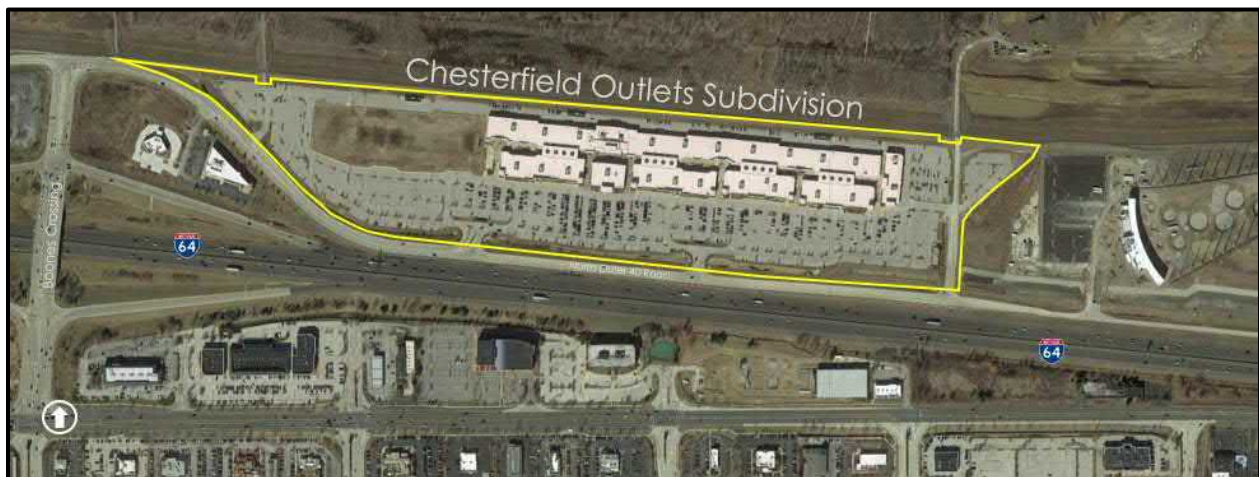 Chesterfield Outlets Subdivision
Boones Crossing
64
North Outer 40 Road
64